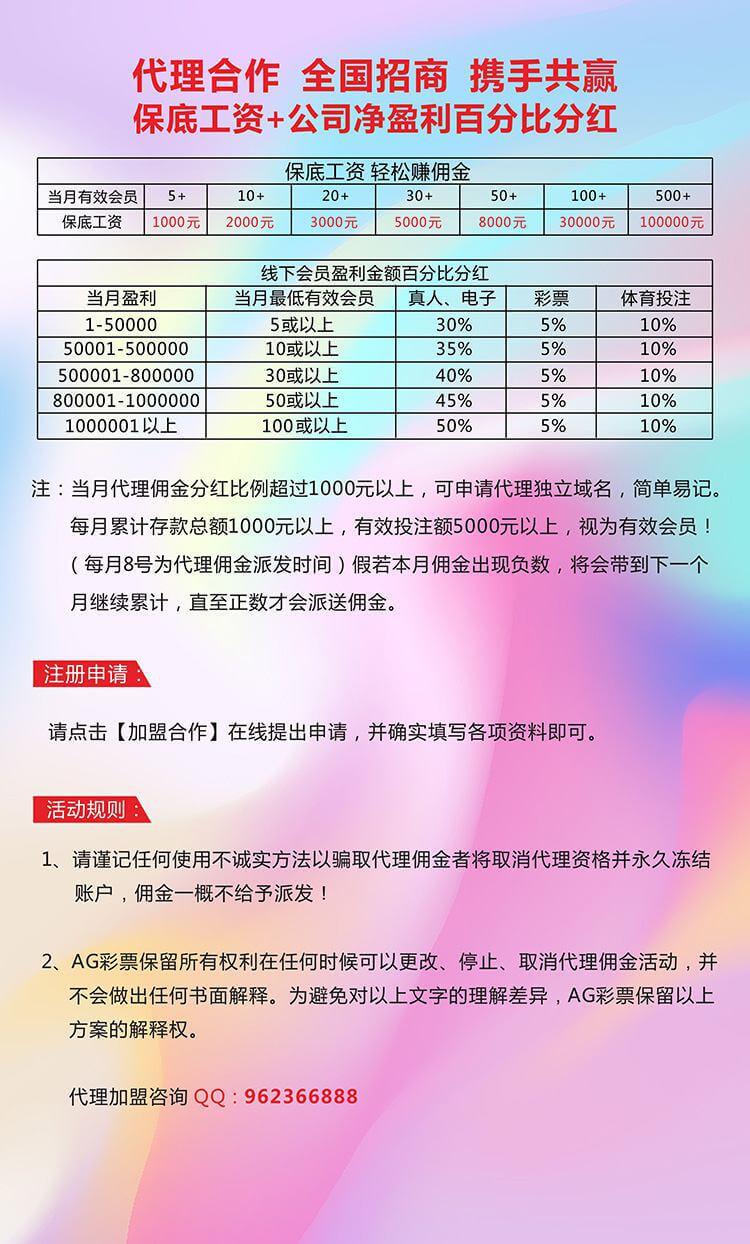 代理合作 全国招商 携手共赢
保底工资+公司净盈利百分比分红
保底工资 轻松赚佣金
当月有效会员 5+ 10+ 20+ 30+ 50+ 100+ 500+
保底工资 1000元 2000元 3000元 5000元 8000元 30000元 100000元
线下会员盈利金额百分比分红
当月盈利 当月最低有效会员 真人、电子 彩票 体育投注
1-50000 5或以上 30% 5% 10%
50001-500000 10或以上 35% 5% 10%
500001-800000 30或以上 40% 5% 10%
800001-1000000 50或以上 45% 5% 10%
1000001以上 100或以上 50% 5% 10%
注：当月代理佣金分红比例超过1000元以上，可申请代理独立域名，简单易记。
每月累计存款总额1000元以上，有效投注额5000元以上，视为有效会员！
（每月8号为代理佣金派发时间）假若本月佣金出现负数，将会带到下一个
月继续累计，直至正数才会派送佣金。
注册申请：
请点击【加盟合作】在线提出申请，并确实填写各项资料即可。
活动规则：
1、请谨记任何使用不诚实方法以骗取代理佣金者将取消代理资格并永久冻结
账户，佣金一概不给予派发！
2、AG彩票保留所有权利在任何时候可以更改、停止、取消代理佣金活动，并
不会做出任何书面解释。为避免对以上文字的理解差异，AG彩票保留以上
方案的解释权。
代理加盟咨询 QQ：962366888